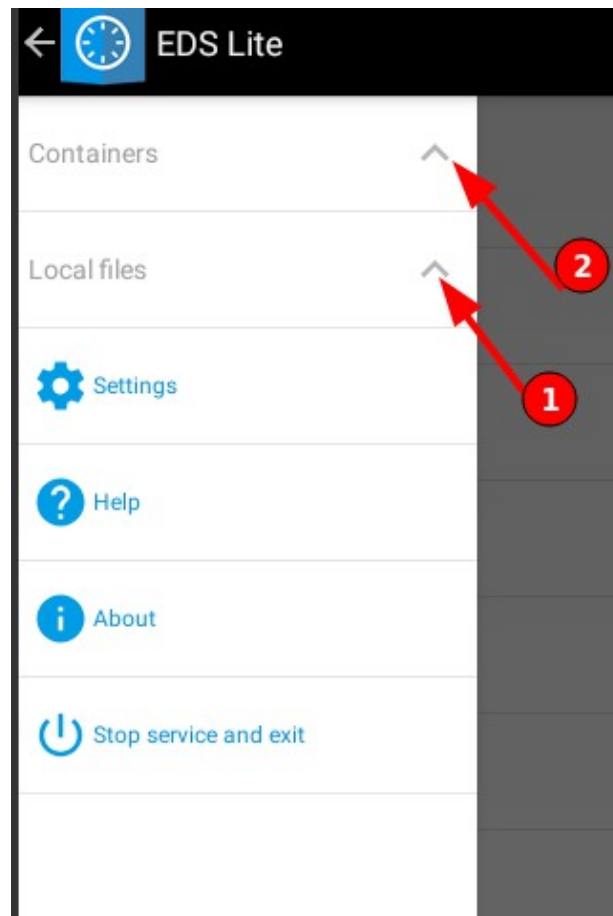 EDS Lite
Containers
2
Local files
1
Settings
Help
About
Stop service and exit